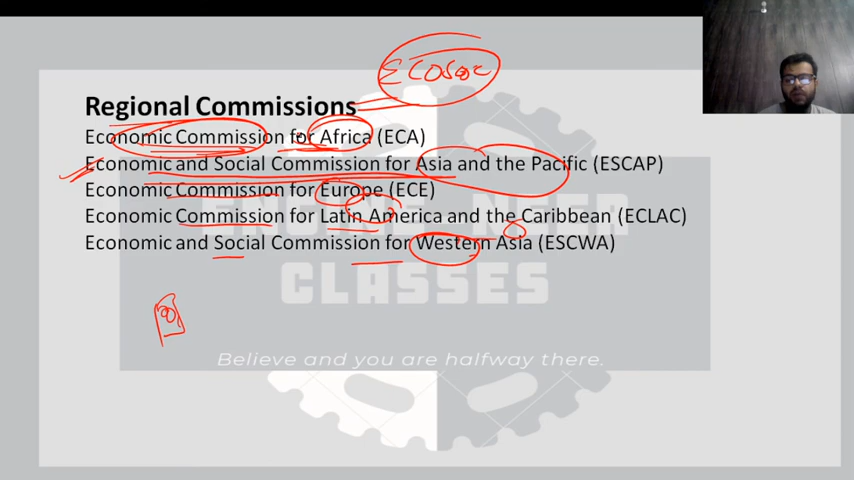 ECOSOC
Regional Commissions
Economic Commission for Africa (ECA)
Economic and Social Commission for Asia and the Pacific (ESCAP)
Economic Commission for Europe (ECE)
Economic Commission for Latin America and the Caribbean (ECLAC)
Economic and Social Commission for Western Asia (ESCWA)
CLASSES
Believe and you are halfway there.